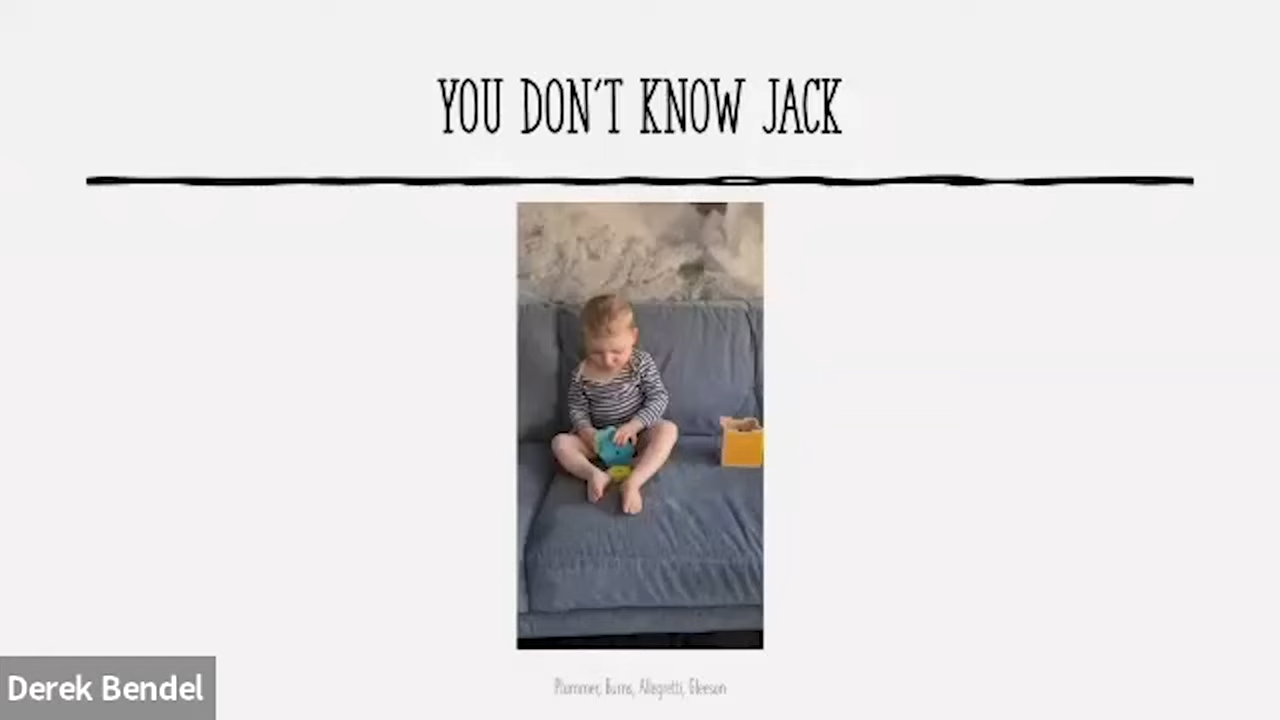 YOU DON'T KNOW JACK
Plummer, Burns, Allegretti, Gleeson
Derek Bendel